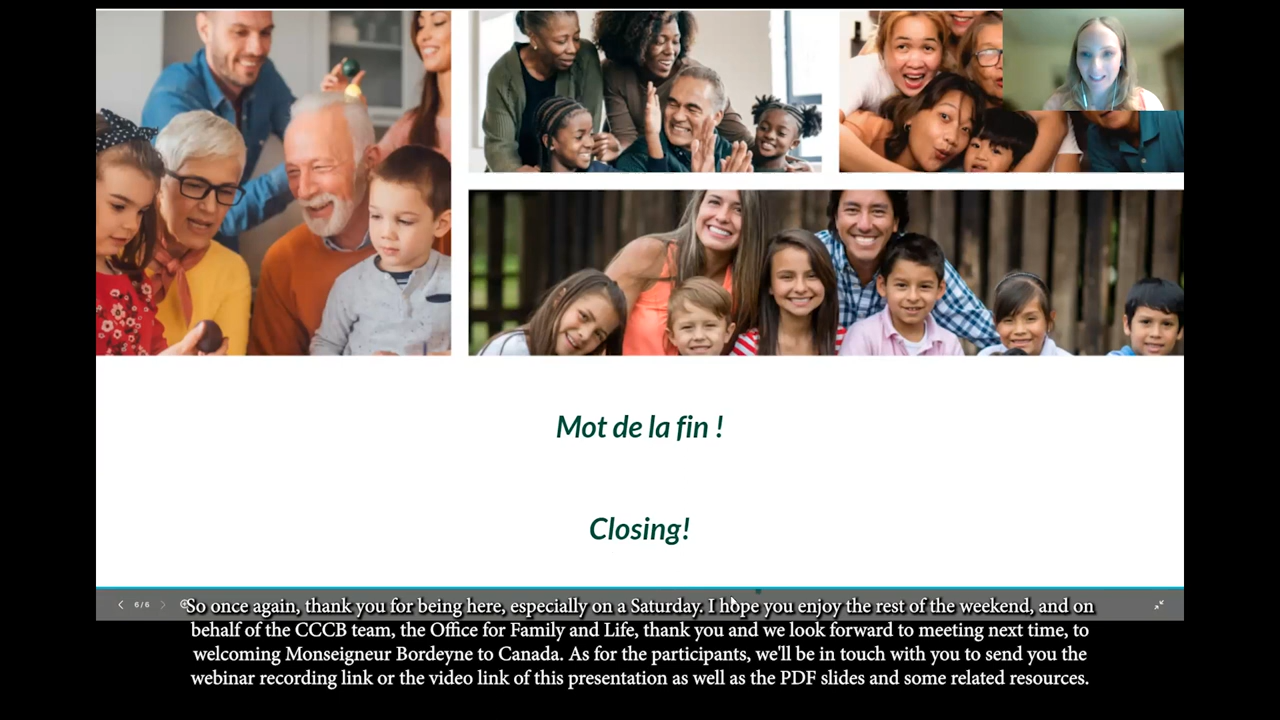 Mot de la fin !
Closing!
6 / 6
So once again, thank you for being here, especially on a Saturday. I hope you enjoy the rest of the weekend, and on
behalf of the CCCB team, the Office for Family and Life, thank you and we look forward to meeting next time, to
welcoming Monseigneur Bordeyne to Canada. As for the participants, we'll be in touch with you to send you the
webinar recording link or the video link of this presentation as well as the PDF slides and some related resources.